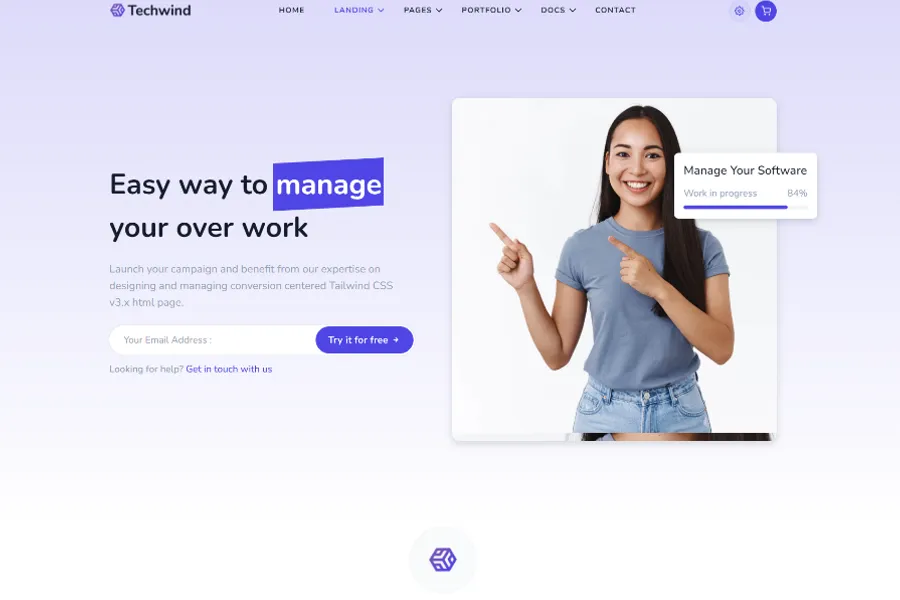 Techwind
HOME LANDING PAGES PORTFOLIO DOCS CONTACT
Easy way to manage
your over work
Launch your campaign and benefit from our expertise on
designing and managing conversion centered Tailwind CSS
v3.x html page.
Your Email Address :
Try it for free →
Looking for help? Get in touch with us
Manage Your Software
Work in progress 84%